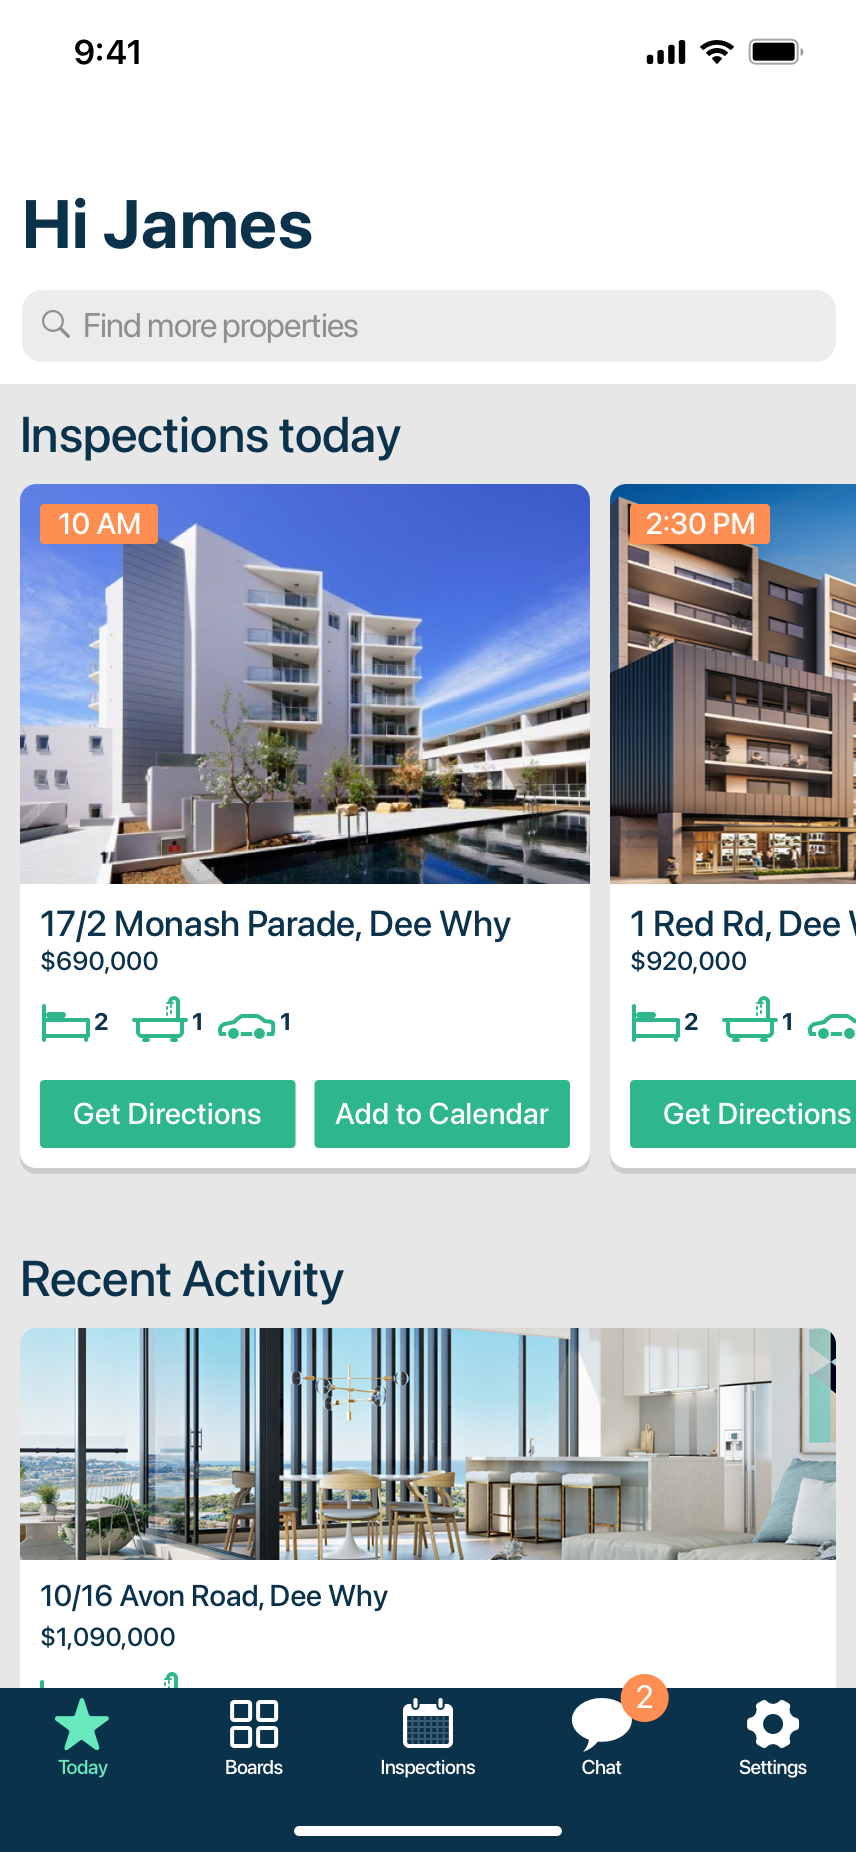 9:41
Hi James
Find more properties
Inspections today
10 AM
17/2 Monash Parade, Dee Why
$690,000
2 1 1
Get Directions Add to Calendar
2:30 PM
1 Red Rd, Dee
$920,000
2 1
Get Directions
Recent Activity
10/16 Avon Road, Dee Why
$1,090,000
Today
Boards
Inspections
2
Chat
Settings